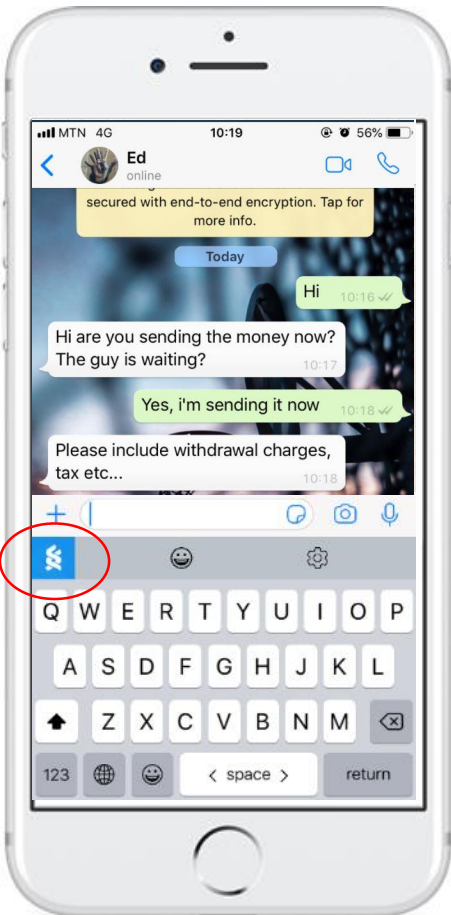 MTN 4G 10:19 56%
Ed
online
secured with end-to-end encryption. Tap for
more info.
Today
Hi 10:16
Hi are you sending the money now?
The guy is waiting? 10:17
Yes, i'm sending it now 10:18
Please include withdrawal charges,
tax etc... 10:18
Q W E R T Y U I O P
A S D F G H J K L
Z X C V B N M
123 < space > return